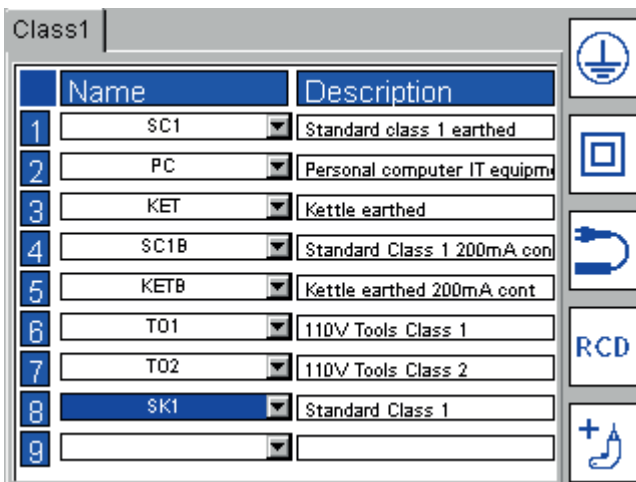 Class1
Name Description
1 SC1 Standard class 1 earthed
2 PC Personal computer IT equipm
3 KET Kettle earthed
4 SC1B Standard Class 1 200mA con
5 KETB Kettle earthed 200mA cont
6 TO1 110V Tools Class 1
7 TO2 110V Tools Class 2
RCD
8 SK1 Standard Class 1
9